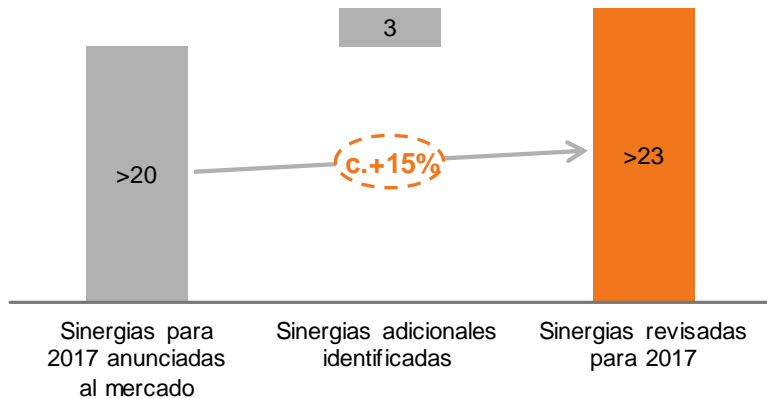 3
>20
c.+15%
>23
Sinergias para
2017 anunciadas
al mercado
Sinergias adicionales
identificadas
Sinergias revisadas
para 2017